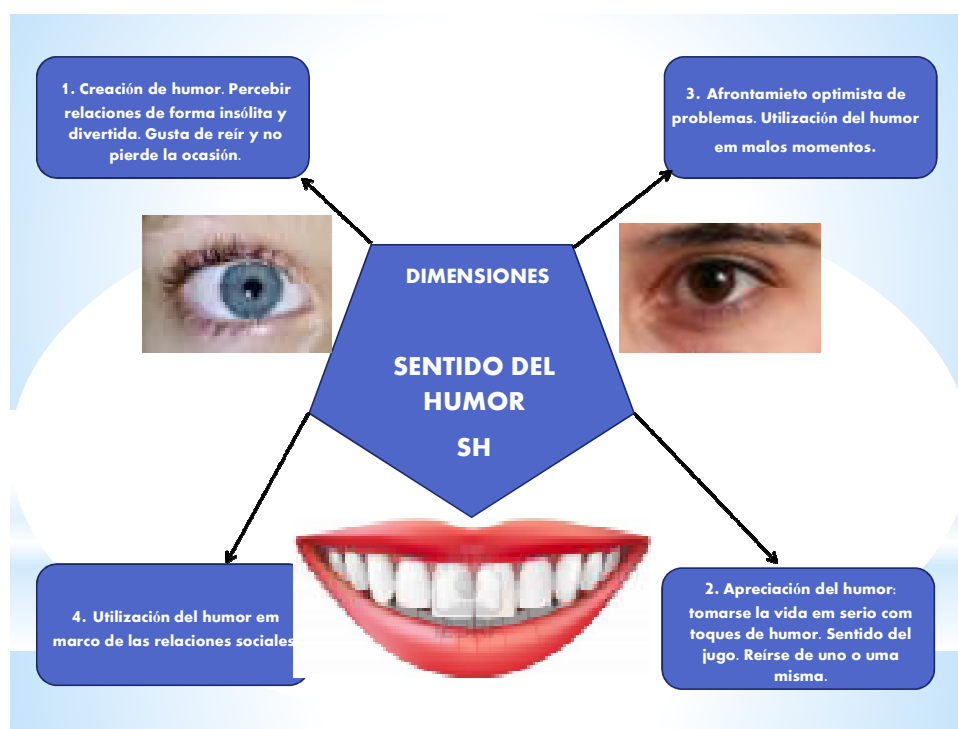 1. Creación de humor. Percebir
relaciones de forma insólita y
divertida. Gusta de reír y no
pierde la ocasión.
3. Afrontamieto optimista de
problemas. Utilización del humor
em malos momentos.
DIMENSIONES
SENTIDO DEL
HUMOR
SH
4. Utilización del humor em
marco de las relaciones sociales
2. Apreciación del humor:
tomarse la vida em serio com
toques de humor. Sentido del
jugo. Reírse de uno o uma
misma.